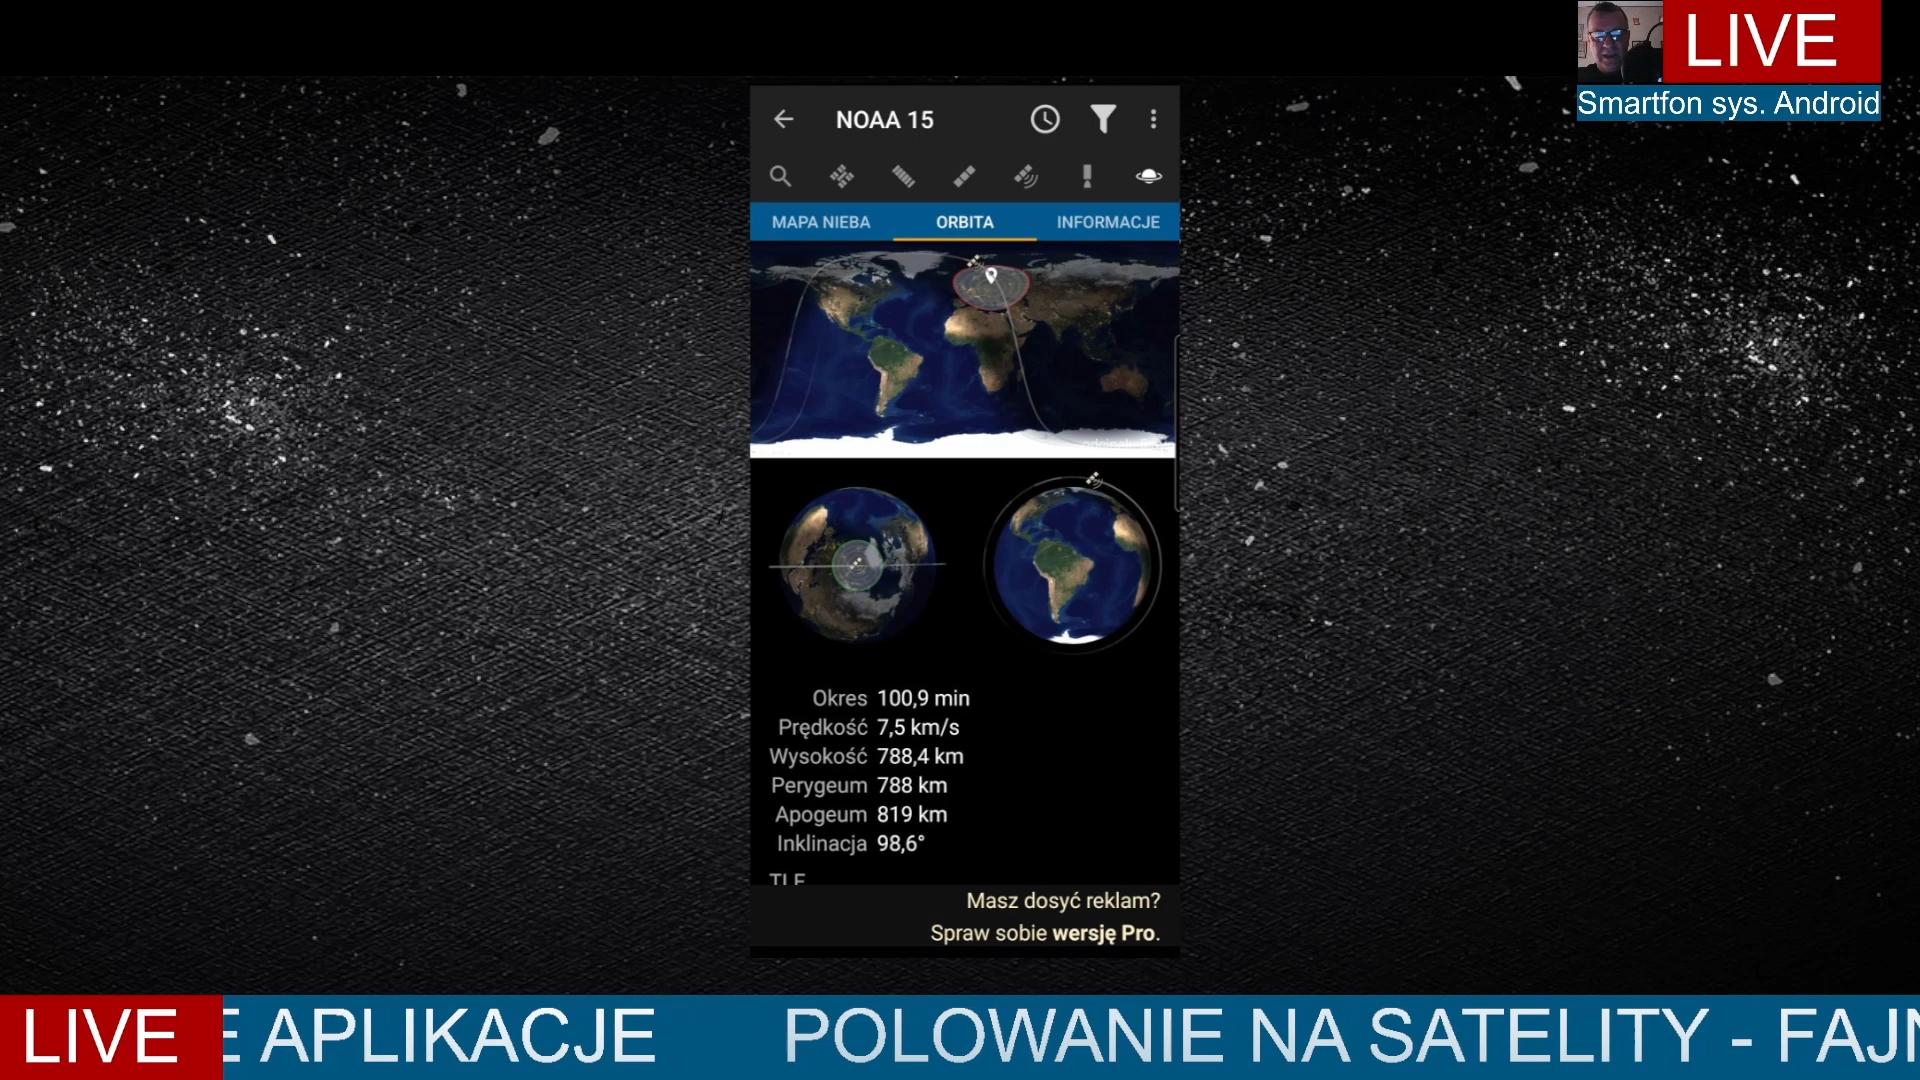 LIVE
Smartfon sys. Android
NOAA 15
MAPA NIEBA
ORBITA
INFORMACJE
Okres 100,9 min
Prędkość 7,5 km/s
Wysokość 788,4 km
Perygeum 788 km
Apogeum 819 km
Inklinacja 98,6°
TLE
Masz dosyć reklam?
Spraw sobie wersję Pro.
LIVE
E APLIKACJE POLOWANIE NA SATELITY - FAJN